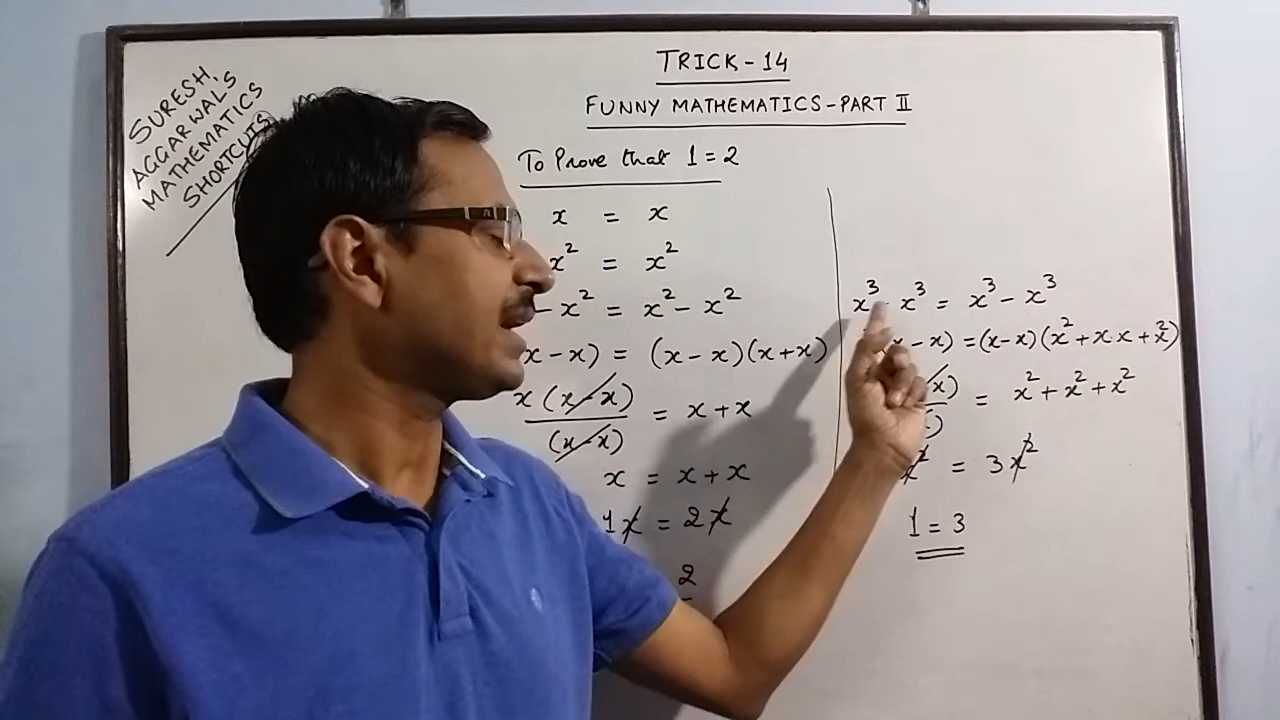 SURESH
AGGARWAL'S
MATHEMATICS
SHORTCUTS
TRICK - 14
FUNNY MATHEMATICS - PART II
To Prove that 1 = 2
x = x
x² = x²
- x² = x² - x²
x - x) = (x - x)(x + x)
x (x - x) / (x - x) = x + x
x = x + x
1x = 2x
2
x³ - x³ = x³ - x³
x - x) = (x - x)(x² + x.x + x²)
x) = x² + x² + x²
x² = 3x²
1 = 3